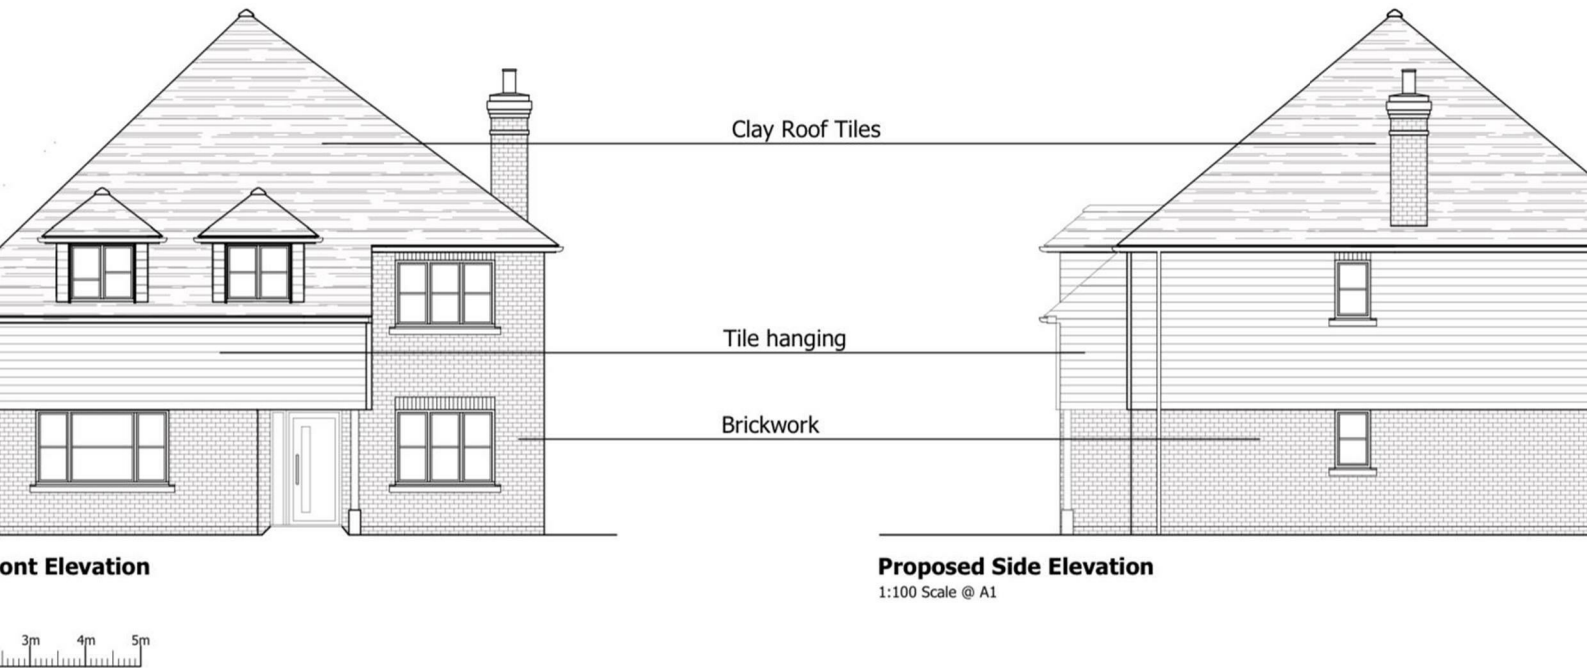 Clay Roof Tiles
Tile hanging
Brickwork
ont Elevation
Proposed Side Elevation
1:100 Scale @ A1
3m 4m 5m